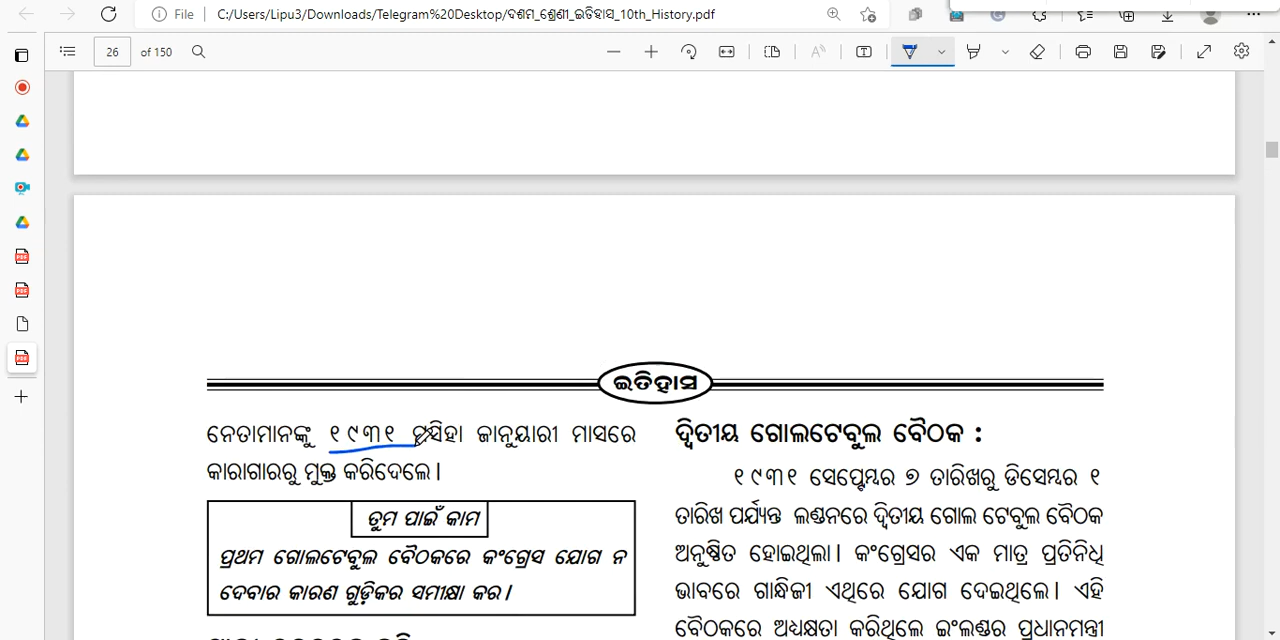 File
C:/Users/Lipu3/Downloads/Telegram%20Desktop/ଦଶମ_ଶ୍ରେଣୀ_ଇତିହାସ_10th_History.pdf
26 of 150
ଇତିହାସ
ନେତାମାନଙ୍କୁ ୧୯୩୧ ମସିହା ଜାନୁୟାରୀ ମାସରେ
କାରାଗାରରୁ ମୁକ୍ତ କରିଦେଲେ।
ତୁମ ପାଇଁ କାମ
ପ୍ରଥମ ଗୋଲଟେବୁଲ ବୈଠକରେ କଂଗ୍ରେସ ଯୋଗ ନ
ଦେବାର କାରଣ ଗୁଡ଼ିକର ସମୀକ୍ଷା କର।
ଦ୍ୱିତୀୟ ଗୋଲଟେବୁଲ ବୈଠକ :
୧୯୩୧ ସେପ୍ଟେମ୍ବର ୭ ତାରିଖରୁ ଡିସେମ୍ବର ୧
ତାରିଖ ପର୍ଯ୍ୟନ୍ତ ଲଣ୍ଡନରେ ଦ୍ୱିତୀୟ ଗୋଲ ଟେବୁଲ ବୈଠକ
ଅନୁଷ୍ଠିତ ହୋଇଥିଲା। କଂଗ୍ରେସର ଏକ ମାତ୍ର ପ୍ରତିନିଧି
ଭାବରେ ଗାନ୍ଧିଜୀ ଏଥିରେ ଯୋଗ ଦେଇଥିଲେ। ଏହି
ବୈଠକରେ ଅଧ୍ୟକ୍ଷତା କରିଥିଲେ ଇଂଲଣ୍ଡର ପ୍ରଧାନମନ୍ତ୍ରୀ